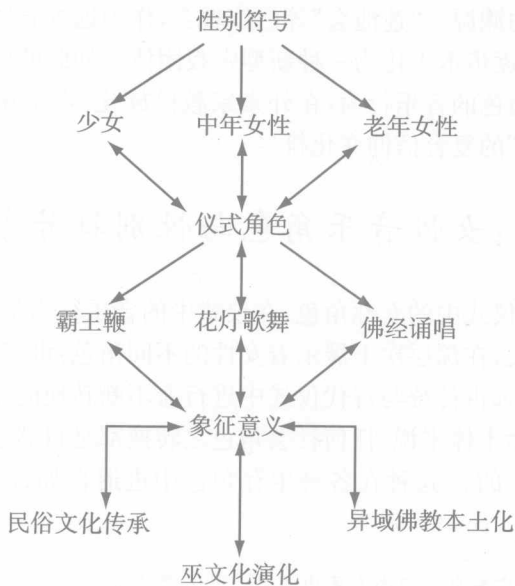 性别符号
少女 中年女性 老年女性
仪式角色
霸王鞭 花灯歌舞 佛经诵唱
象征意义
民俗文化传承 异域佛教本土化
巫文化演化